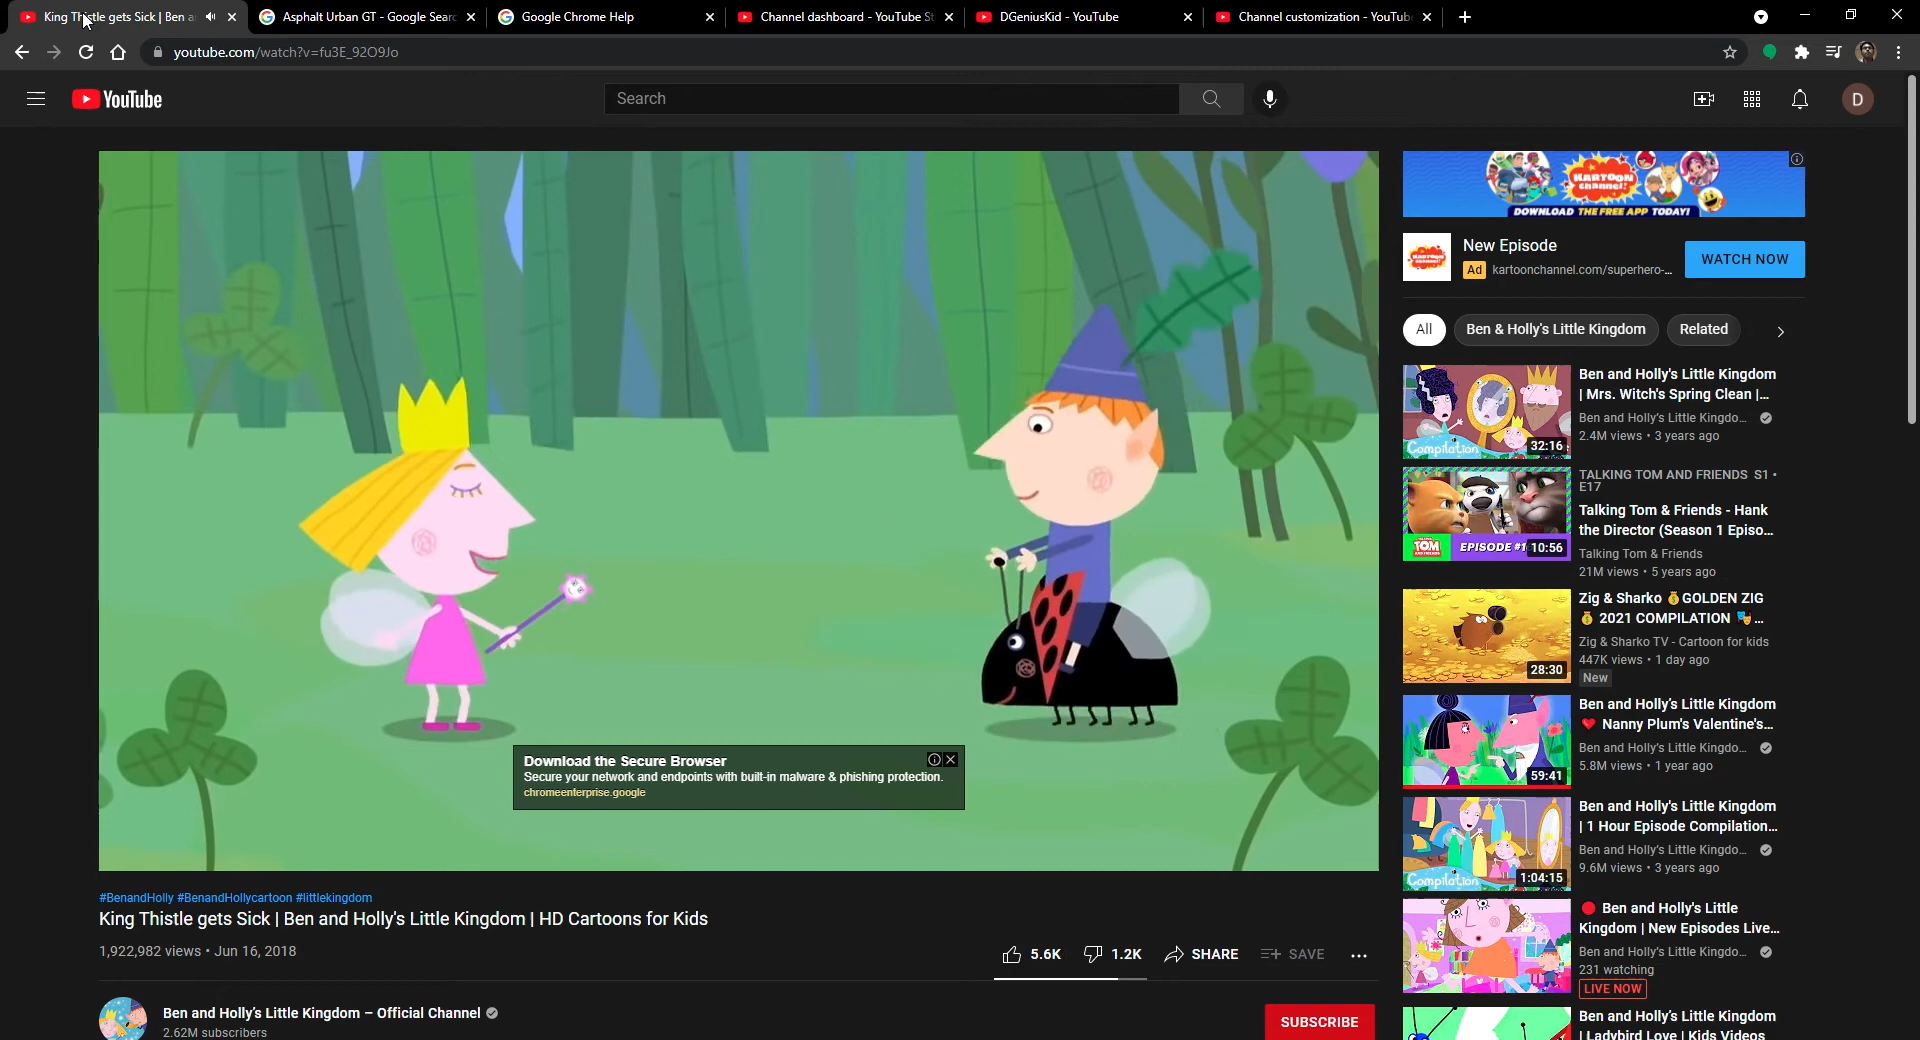 King Thistle gets Sick | Ben a
Asphalt Urban GT - Google Searc
Google Chrome Help
Channel dashboard - YouTube S
DGeniusKid - YouTube
Channel customization - YouTub
youtube.com/watch?v=fu3E_92O9Jo
YouTube
Search
D
KARTOON
channel!
DOWNLOAD THE FREE APP TODAY!
New Episode
Ad kartoonchannel.com/superhero-...
WATCH NOW
All
Ben & Holly's Little Kingdom
Related
Ben and Holly's Little Kingdom
| Mrs. Witch's Spring Clean |...
Ben and Holly's Little Kingdo...
2.4M views • 3 years ago
Compilation
32:16
TALKING TOM AND FRIENDS S1 •
E17
Talking Tom & Friends - Hank
the Director (Season 1 Episo...
Talking Tom & Friends
21M views • 5 years ago
TOM
EPISODE #1
10:56
Zig & Sharko 💰GOLDEN ZIG
💰 2021 COMPILATION 🎭...
Zig & Sharko TV - Cartoon for kids
447K views • 1 day ago
New
28:30
Ben and Holly's Little Kingdom
❤️ Nanny Plum's Valentine's...
Ben and Holly's Little Kingdo...
5.8M views • 1 year ago
59:41
Ben and Holly's Little Kingdom
| 1 Hour Episode Compilation...
Ben and Holly's Little Kingdo...
9.6M views • 3 years ago
Compilation
1:04:15
🔴 Ben and Holly's Little
Kingdom | New Episodes Live...
Ben and Holly's Little Kingdo...
231 watching
LIVE NOW
Ben and Holly's Little Kingdom
| Ladybird Love | Kids Videos
Download the Secure Browser
Secure your network and endpoints with built-in malware & phishing protection.
chromeenterprise.google
#BenandHolly #BenandHollycartoon #littlekingdom
King Thistle gets Sick | Ben and Holly's Little Kingdom | HD Cartoons for Kids
1,922,982 views • Jun 16, 2018
5.6K
1.2K
SHARE
SAVE
Ben and Holly's Little Kingdom – Official Channel
2.62M subscribers
SUBSCRIBE